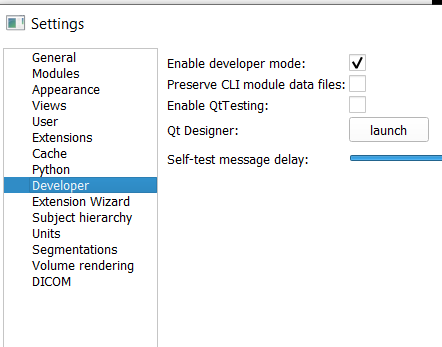 Settings
General
Modules
Appearance
Views
User
Extensions
Cache
Python
Developer
Extension Wizard
Subject hierarchy
Units
Segmentations
Volume rendering
DICOM
Enable developer mode:
Preserve CLI module data files:
Enable QtTesting:
Qt Designer: launch
Self-test message delay: